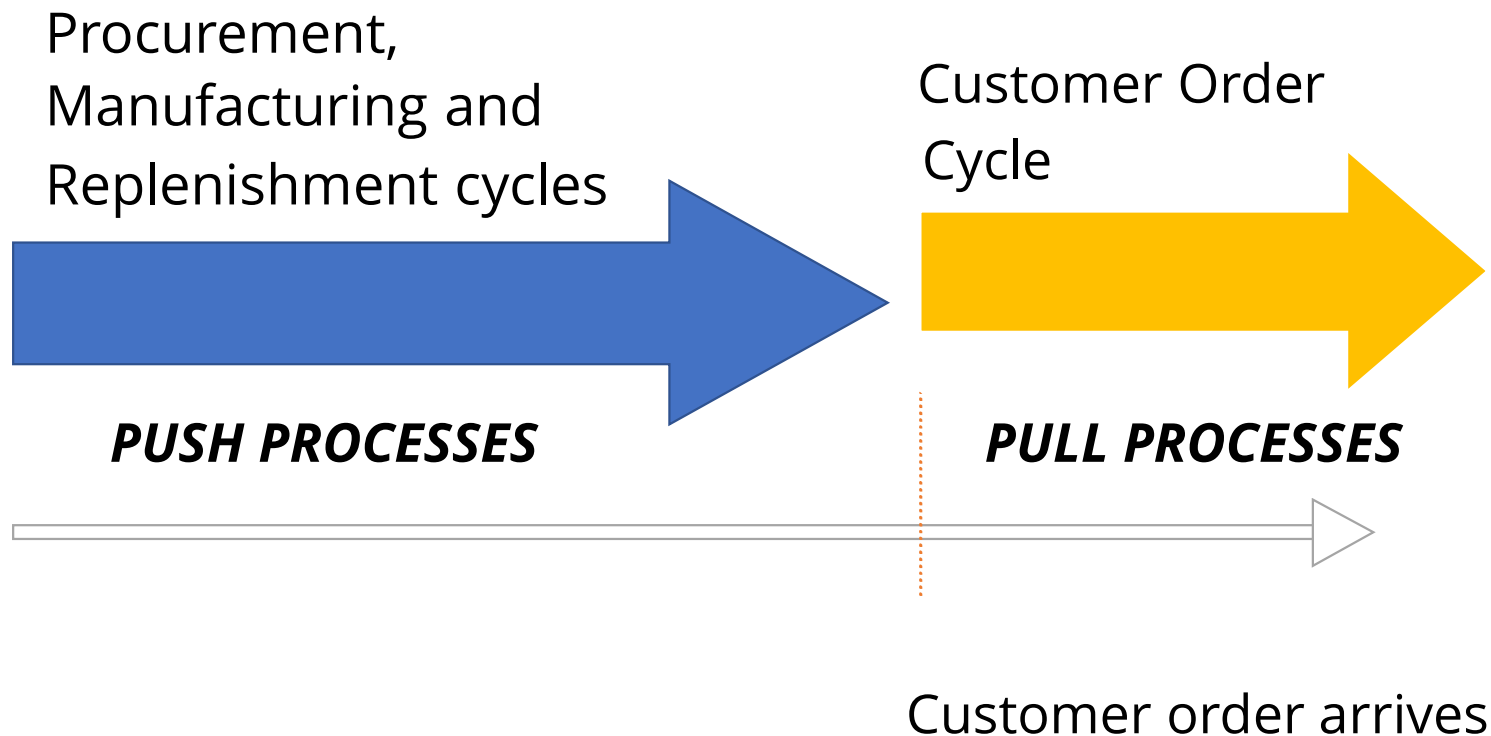 Procurement,
Manufacturing and
Replenishment cycles
Customer Order
Cycle
PUSH PROCESSES
PULL PROCESSES
Customer order arrives